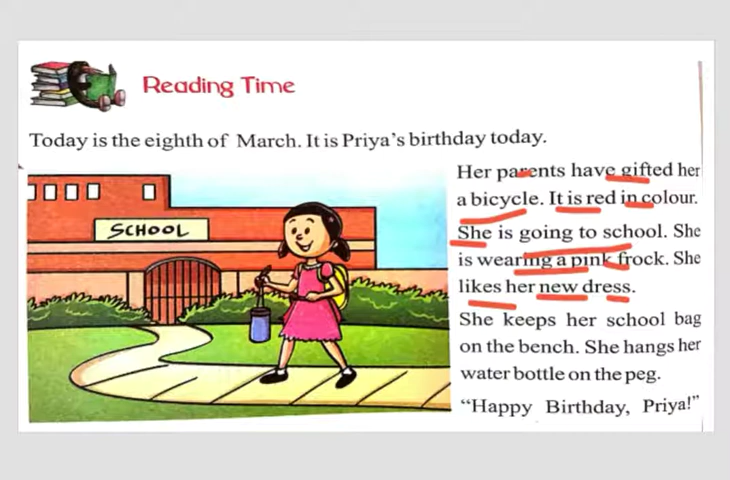 Reading Time
Today is the eighth of March. It is Priya's birthday today.
Her parents have gifted her
a bicycle. It is red in colour.
She is going to school. She
is wearing a pink frock. She
likes her new dress.
She keeps her school bag
on the bench. She hangs her
water bottle on the peg.
"Happy Birthday, Priya!"
SCHOOL